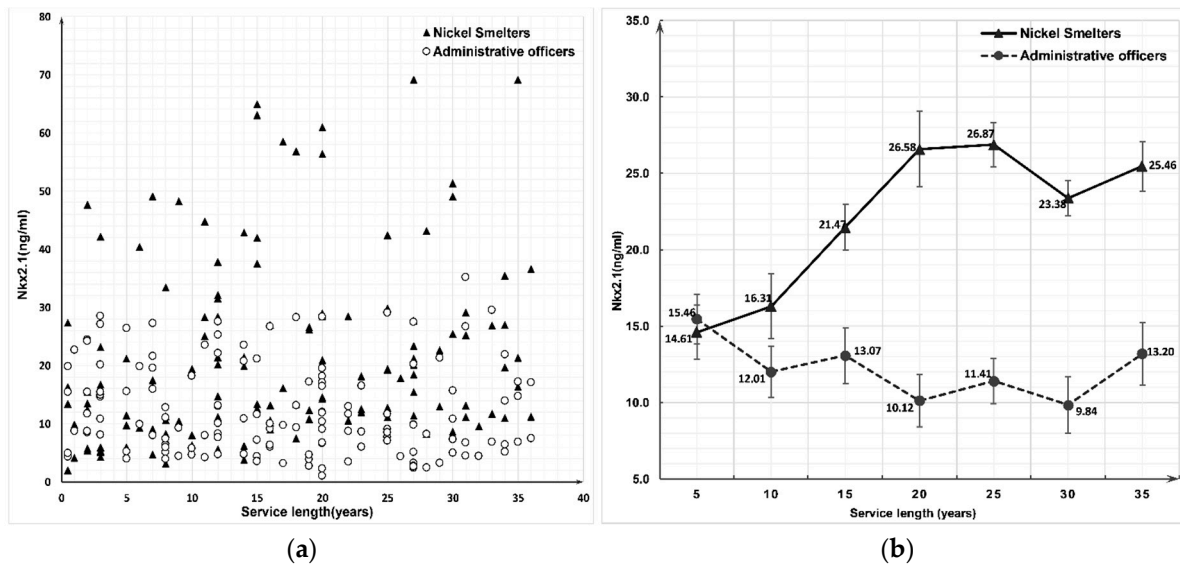 80
70
60
50
40
30
20
10
0
Nkx2.1(ng/ml)
Nickel Smelters
Administrative officers
0 5 10 15 20 25 30 35 40
Service length(years)
(a)
35.0
30.0
25.0
20.0
15.0
10.0
5.0
Nkx2.1(ng/ml)
Nickel Smelters
Administrative officers
26.58
26.87
25.46
23.38
21.47
16.31
15.46
14.61
12.01
13.07
10.12
11.41
9.84
13.20
5 10 15 20 25 30 35
Service length (years)
(b)